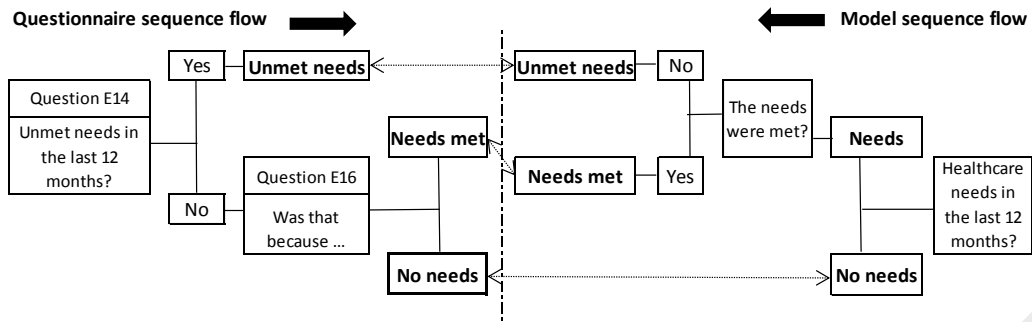 Questionnaire sequence flow
Model sequence flow
Yes
Unmet needs
Unmet needs
No
Question E14
Unmet needs in
the last 12
months?
The needs
were met?
Needs met
Needs
Question E16
Needs met
Yes
Healthcare
needs in
the last 12
months?
No
Was that
because ...
No needs
No needs